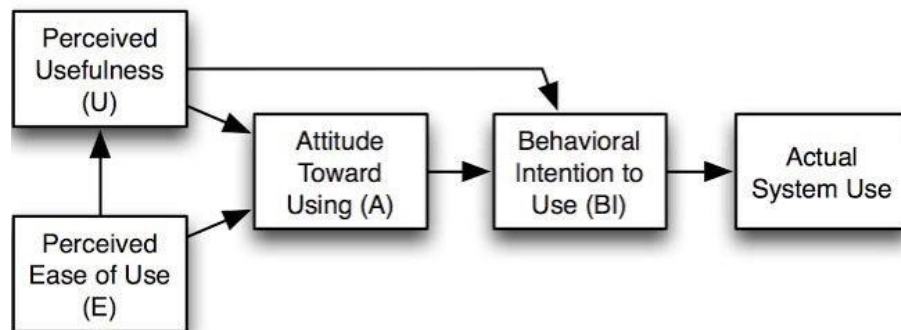 Perceived
Usefulness
(U)
Perceived
Ease of Use
(E)
Attitude
Toward
Using (A)
Behavioral
Intention to
Use (BI)
Actual
System Use